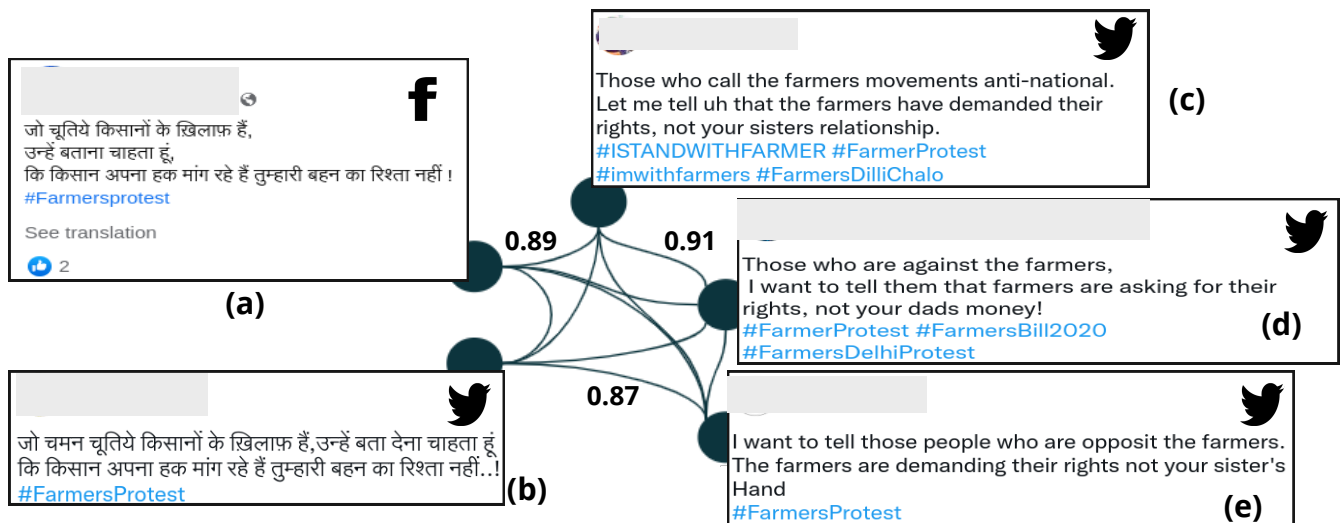 जो चूतिये किसानों के ख़िलाफ़ हैं,
उन्हें बताना चाहता हूं,
कि किसान अपना हक मांग रहे हैं तुम्हारी बहन का रिश्ता नहीं !
#Farmersprotest
See translation
2
(a)
जो चमन चूतिये किसानों के ख़िलाफ़ हैं,उन्हें बता देना चाहता हूं
कि किसान अपना हक मांग रहे हैं तुम्हारी बहन का रिश्ता नहीं..!
#FarmersProtest
(b)
Those who call the farmers movements anti-national.
Let me tell uh that the farmers have demanded their
rights, not your sisters relationship.
#ISTANDWITHFARMER #FarmerProtest
#imwithfarmers #FarmersDilliChalo
(c)
0.89
0.91
0.87
Those who are against the farmers,
I want to tell them that farmers are asking for their
rights, not your dads money!
#FarmerProtest #FarmersBill2020
#FarmersDelhiProtest
(d)
I want to tell those people who are opposit the farmers.
The farmers are demanding their rights not your sister's
Hand
#FarmersProtest
(e)